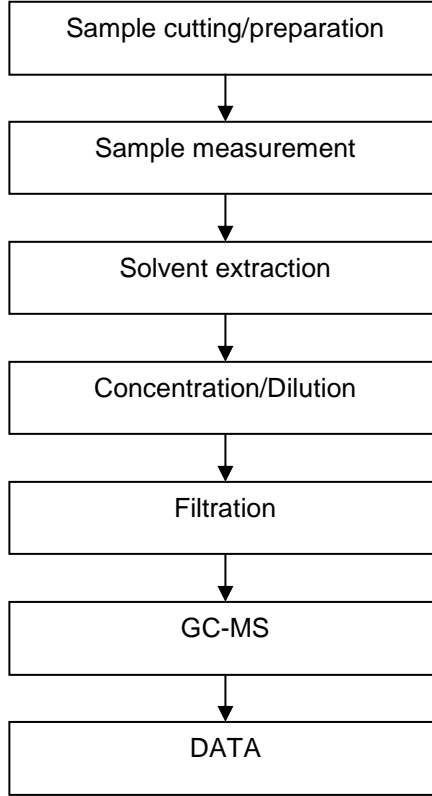 Sample cutting/preparation
Sample measurement
Solvent extraction
Concentration/Dilution
Filtration
GC-MS
DATA